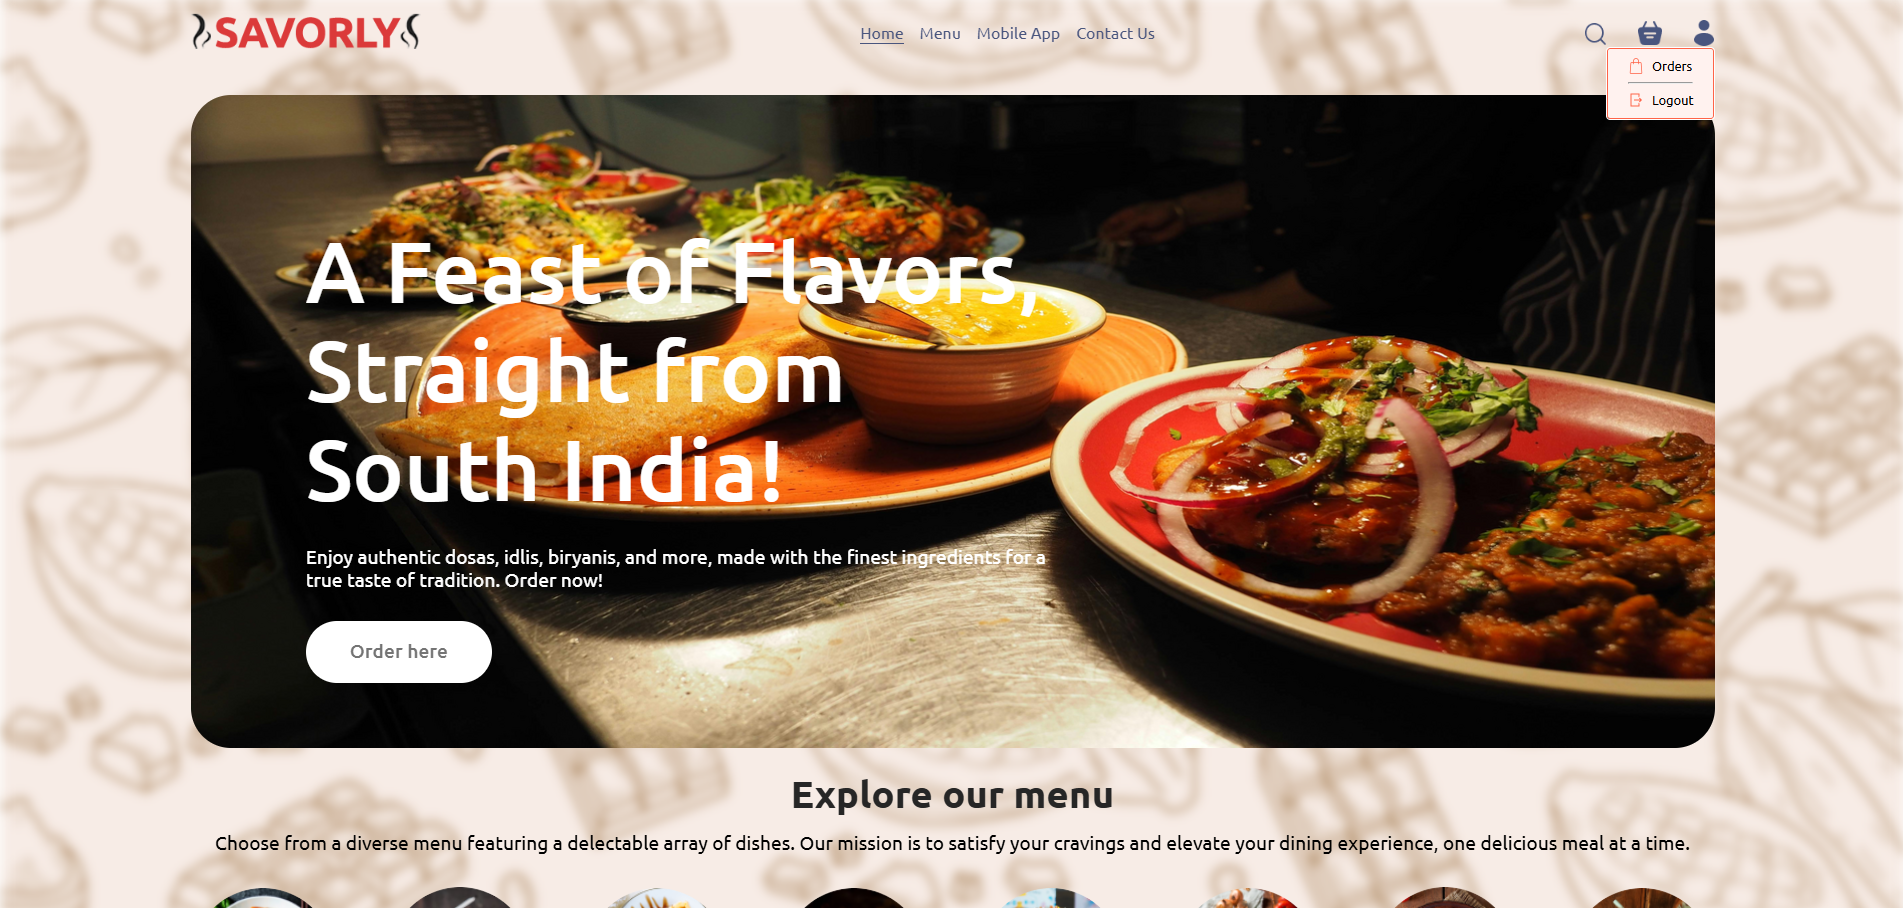 SAVORLY
Home Menu Mobile App Contact Us
Orders
Logout
A Feast of Flavors,
Straight from
South India!
Enjoy authentic dosas, idlis, biryanis, and more, made with the finest ingredients for a
true taste of tradition. Order now!
Order here
Explore our menu
Choose from a diverse menu featuring a delectable array of dishes. Our mission is to satisfy your cravings and elevate your dining experience, one delicious meal at a time.